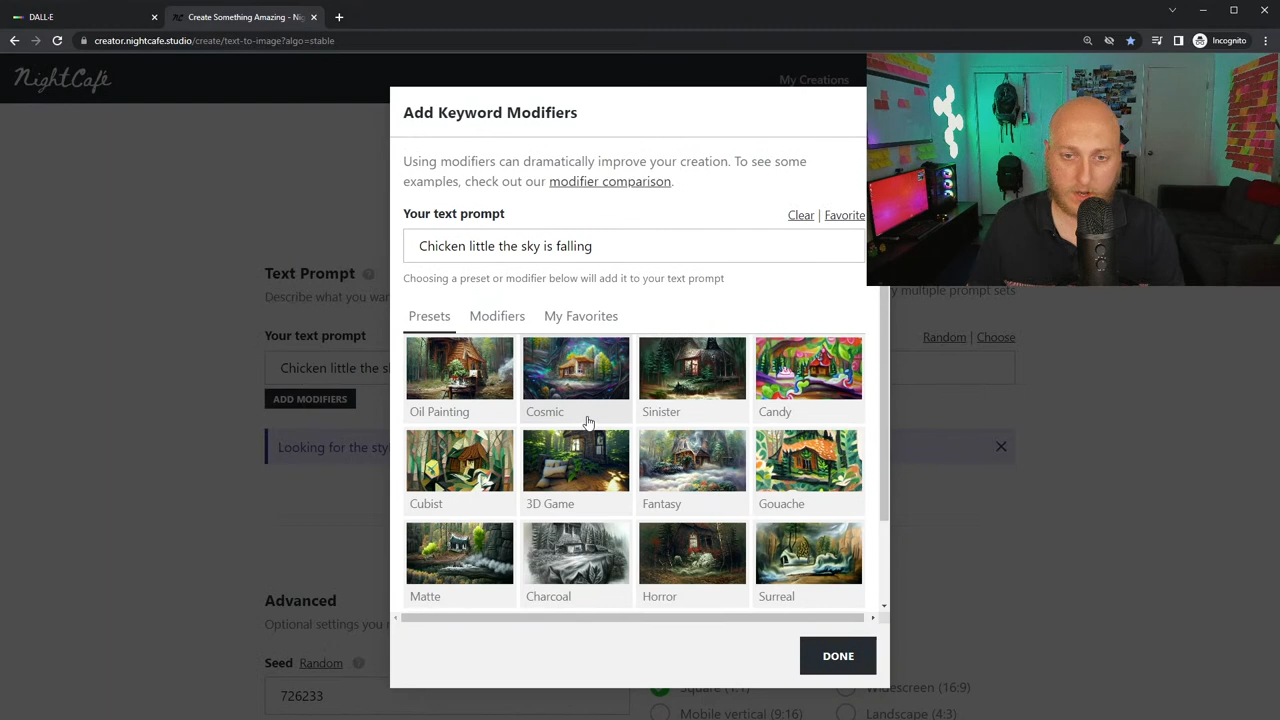 DALL·E
Create Something Amazing - Nig
creator.nightcafe.studio/create/text-to-image?algo=stable
Incognito
NightCafe
My Creations
Add Keyword Modifiers
Using modifiers can dramatically improve your creation. To see some
examples, check out our modifier comparison.
Your text prompt
Clear | Favorite
Chicken little the sky is falling
Choosing a preset or modifier below will add it to your text prompt
Presets
Modifiers
My Favorites
Oil Painting
Cosmic
Sinister
Candy
Cubist
3D Game
Fantasy
Gouache
Matte
Charcoal
Horror
Surreal
DONE
Text Prompt
Describe what you wan
y multiple prompt sets
Your text prompt
Random | Choose
Chicken little the s
ADD MODIFIERS
Looking for the sty
Advanced
Optional settings you
Seed Random
726233
Square (1:1)
Widescreen (16:9)
Mobile vertical (9:16)
Landscape (4:3)